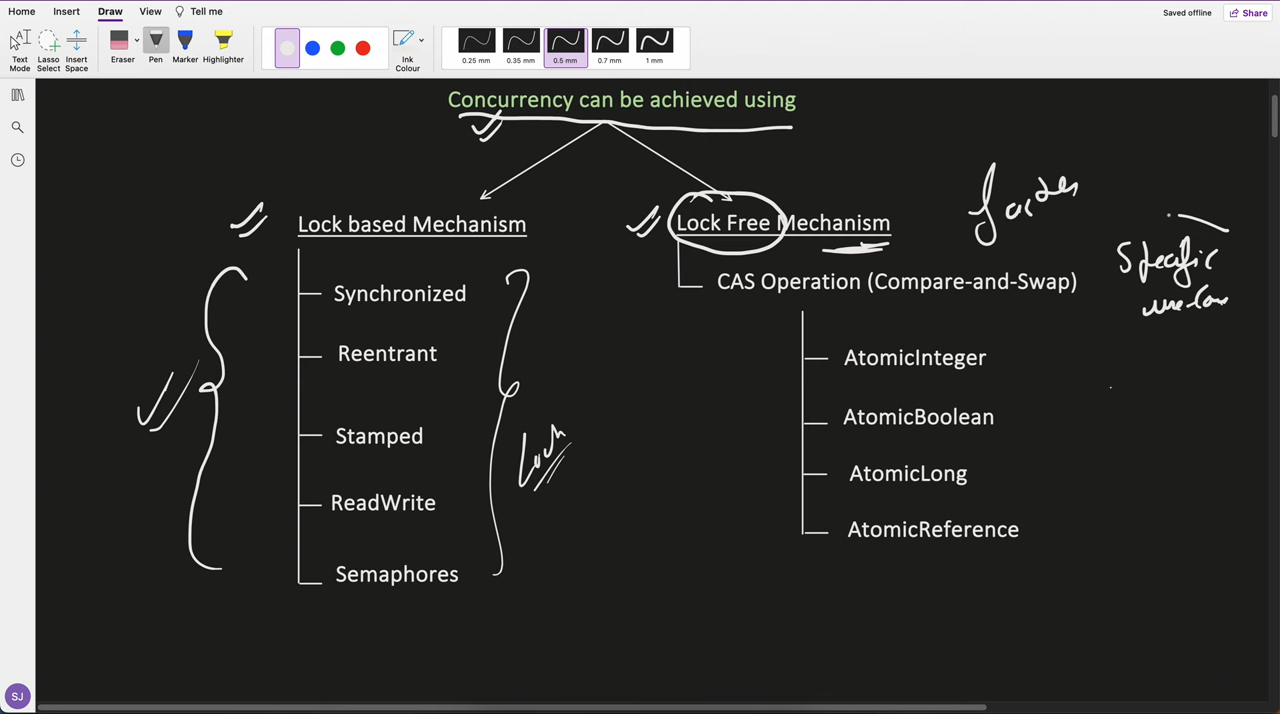 Home Insert Draw View Tell me
Saved offline
Share
Text Mode
Lasso Select
Insert Space
Eraser
Pen
Marker
Highlighter
Ink Colour
0.25 mm
0.35 mm
0.5 mm
0.7 mm
1 mm
Concurrency can be achieved using
Lock based Mechanism
Synchronized
Reentrant
Stamped
ReadWrite
Semaphores
Lock
Lock Free Mechanism
faster
CAS Operation (Compare-and-Swap)
Specific
AtomicInteger
AtomicBoolean
AtomicLong
AtomicReference
SJ